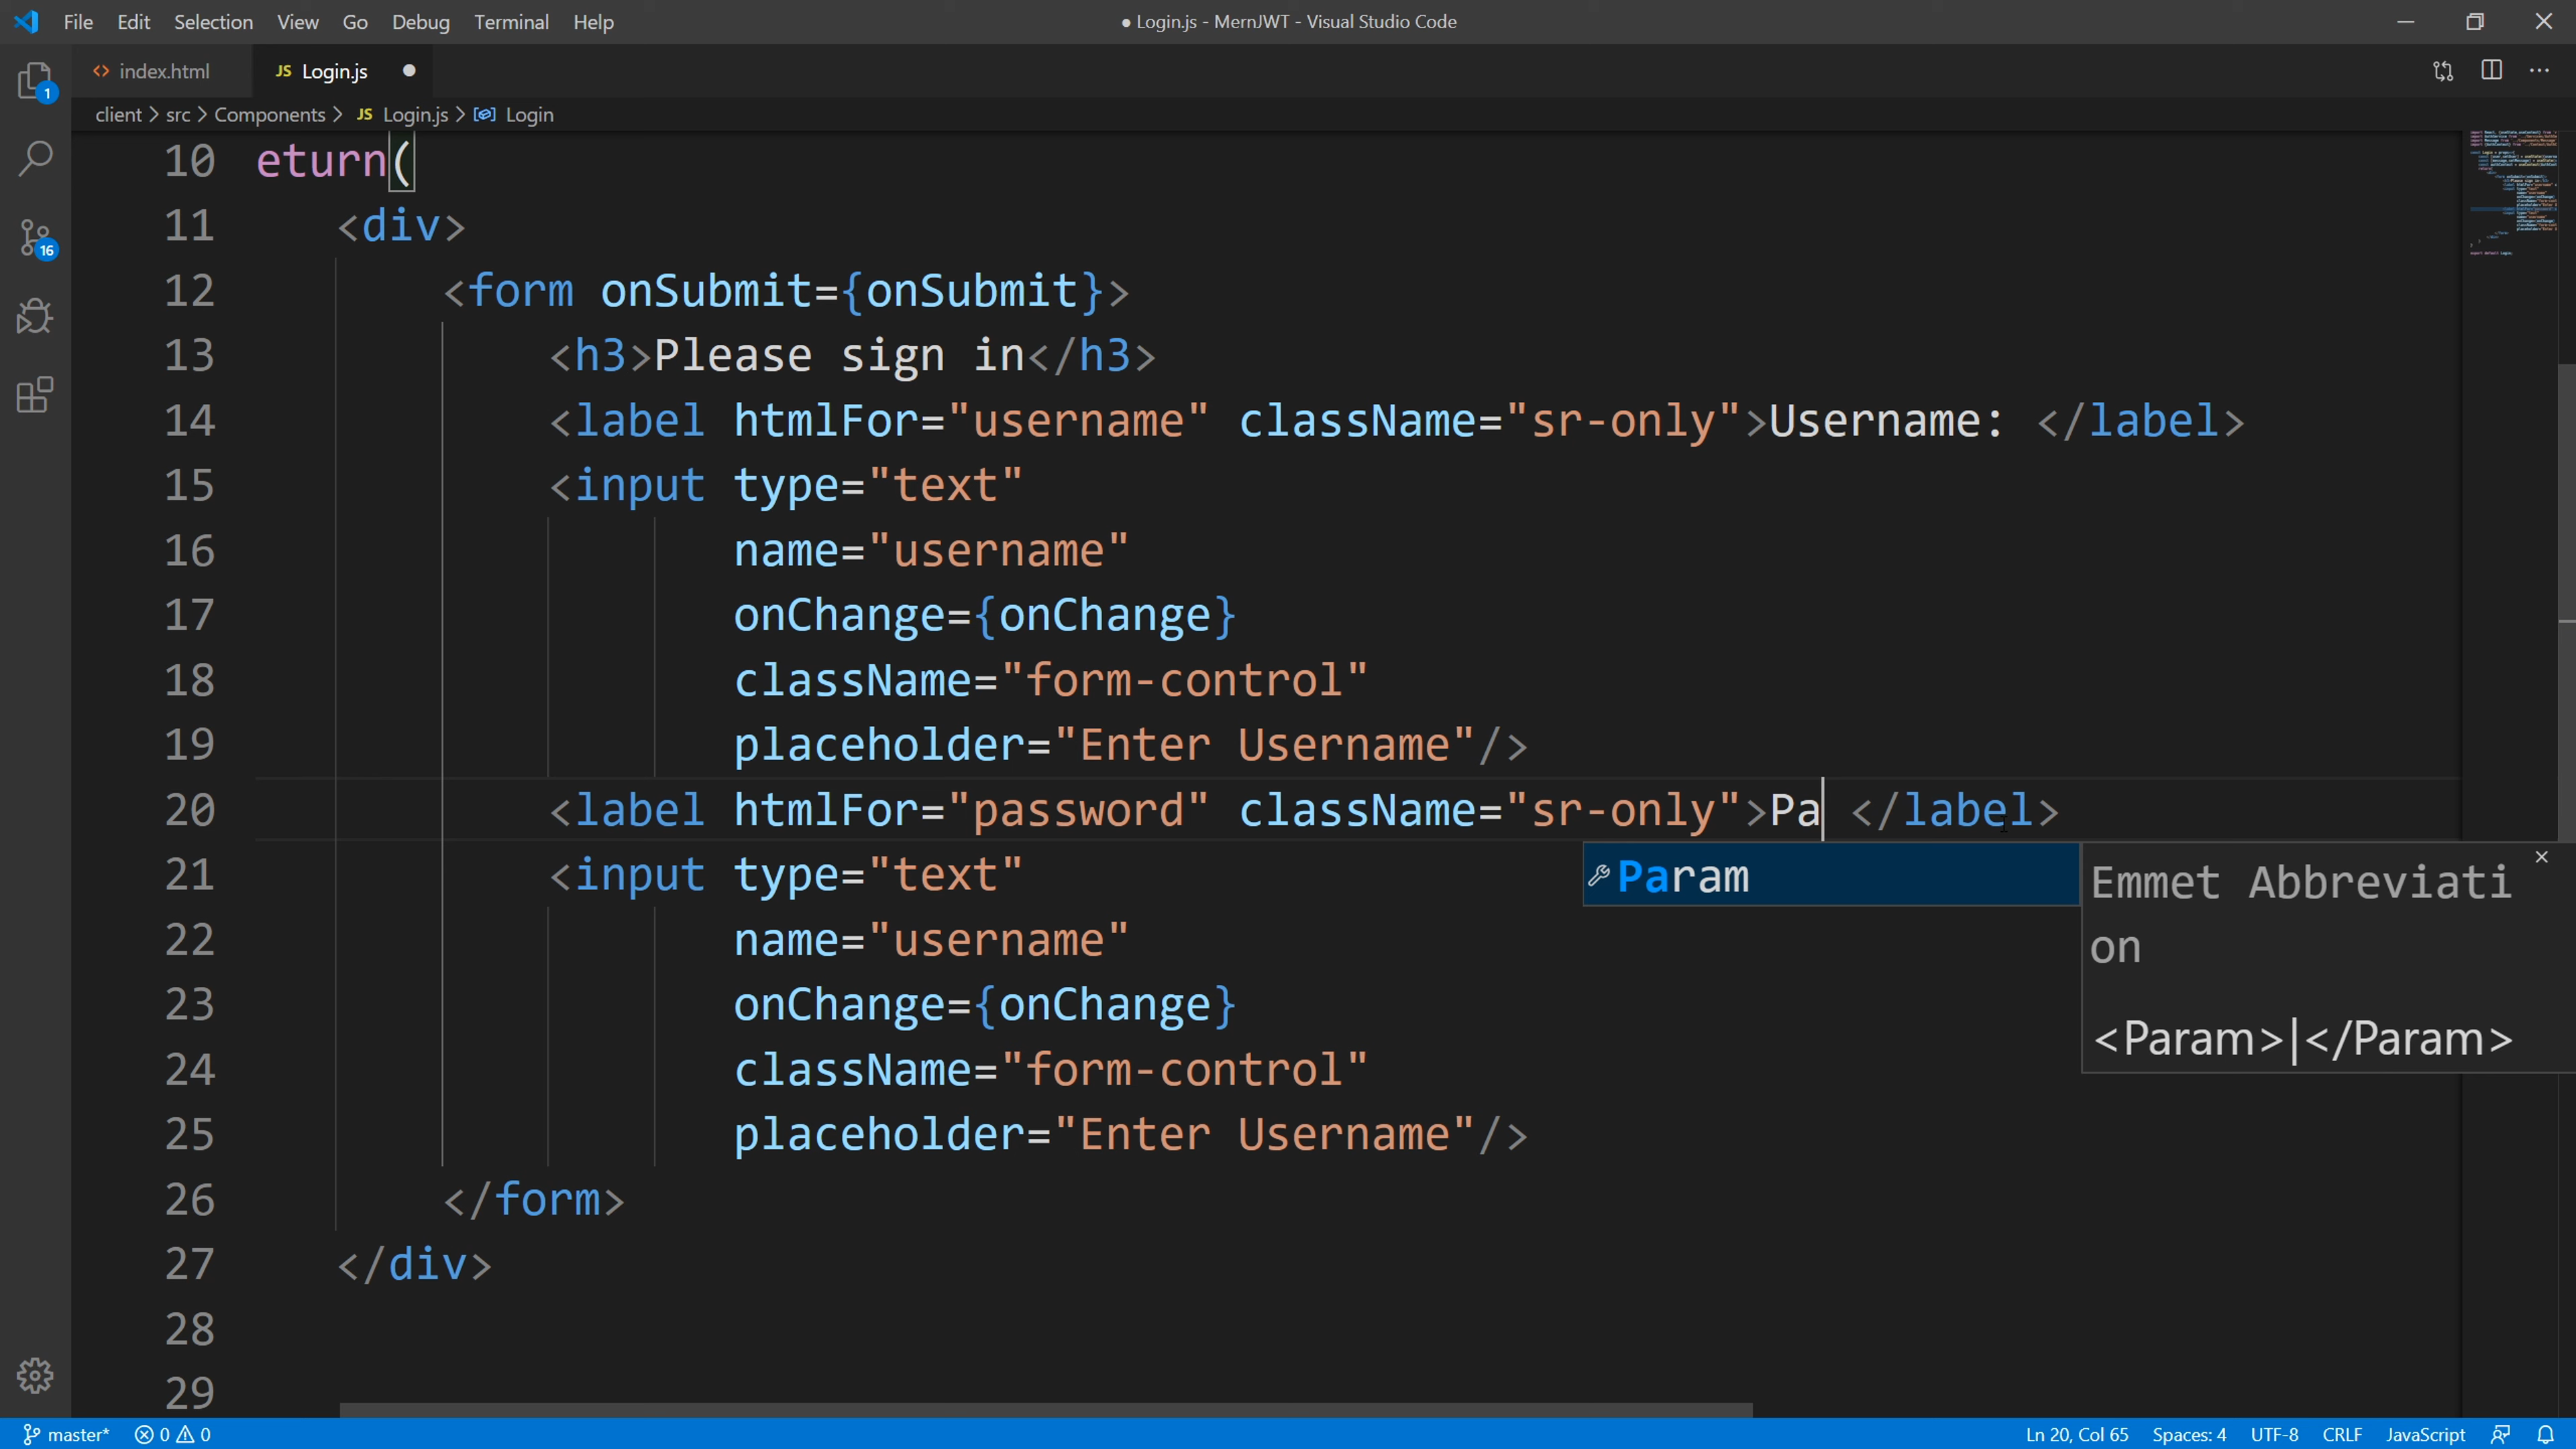 File Edit Selection View Go Debug Terminal Help
● Login.js - MernJWT - Visual Studio Code
index.html
JS Login.js
client > src > Components > JS Login.js > Login
1
16
10 eturn(
11 <div>
12 <form onSubmit={onSubmit}>
13 <h3>Please sign in</h3>
14 <label htmlFor="username" className="sr-only">Username: </label>
15 <input type="text"
16 name="username"
17 onChange={onChange}
18 className="form-control"
19 placeholder="Enter Username"/>
20 <label htmlFor="password" className="sr-only">Pa </label>
21 <input type="text"
22 name="username"
23 onChange={onChange}
24 className="form-control"
25 placeholder="Enter Username"/>
26 </form>
27 </div>
28
29
Param
Emmet Abbreviati
on
<Param>|</Param>
master* 0 0
Ln 20, Col 65 Spaces: 4 UTF-8 CRLF JavaScript